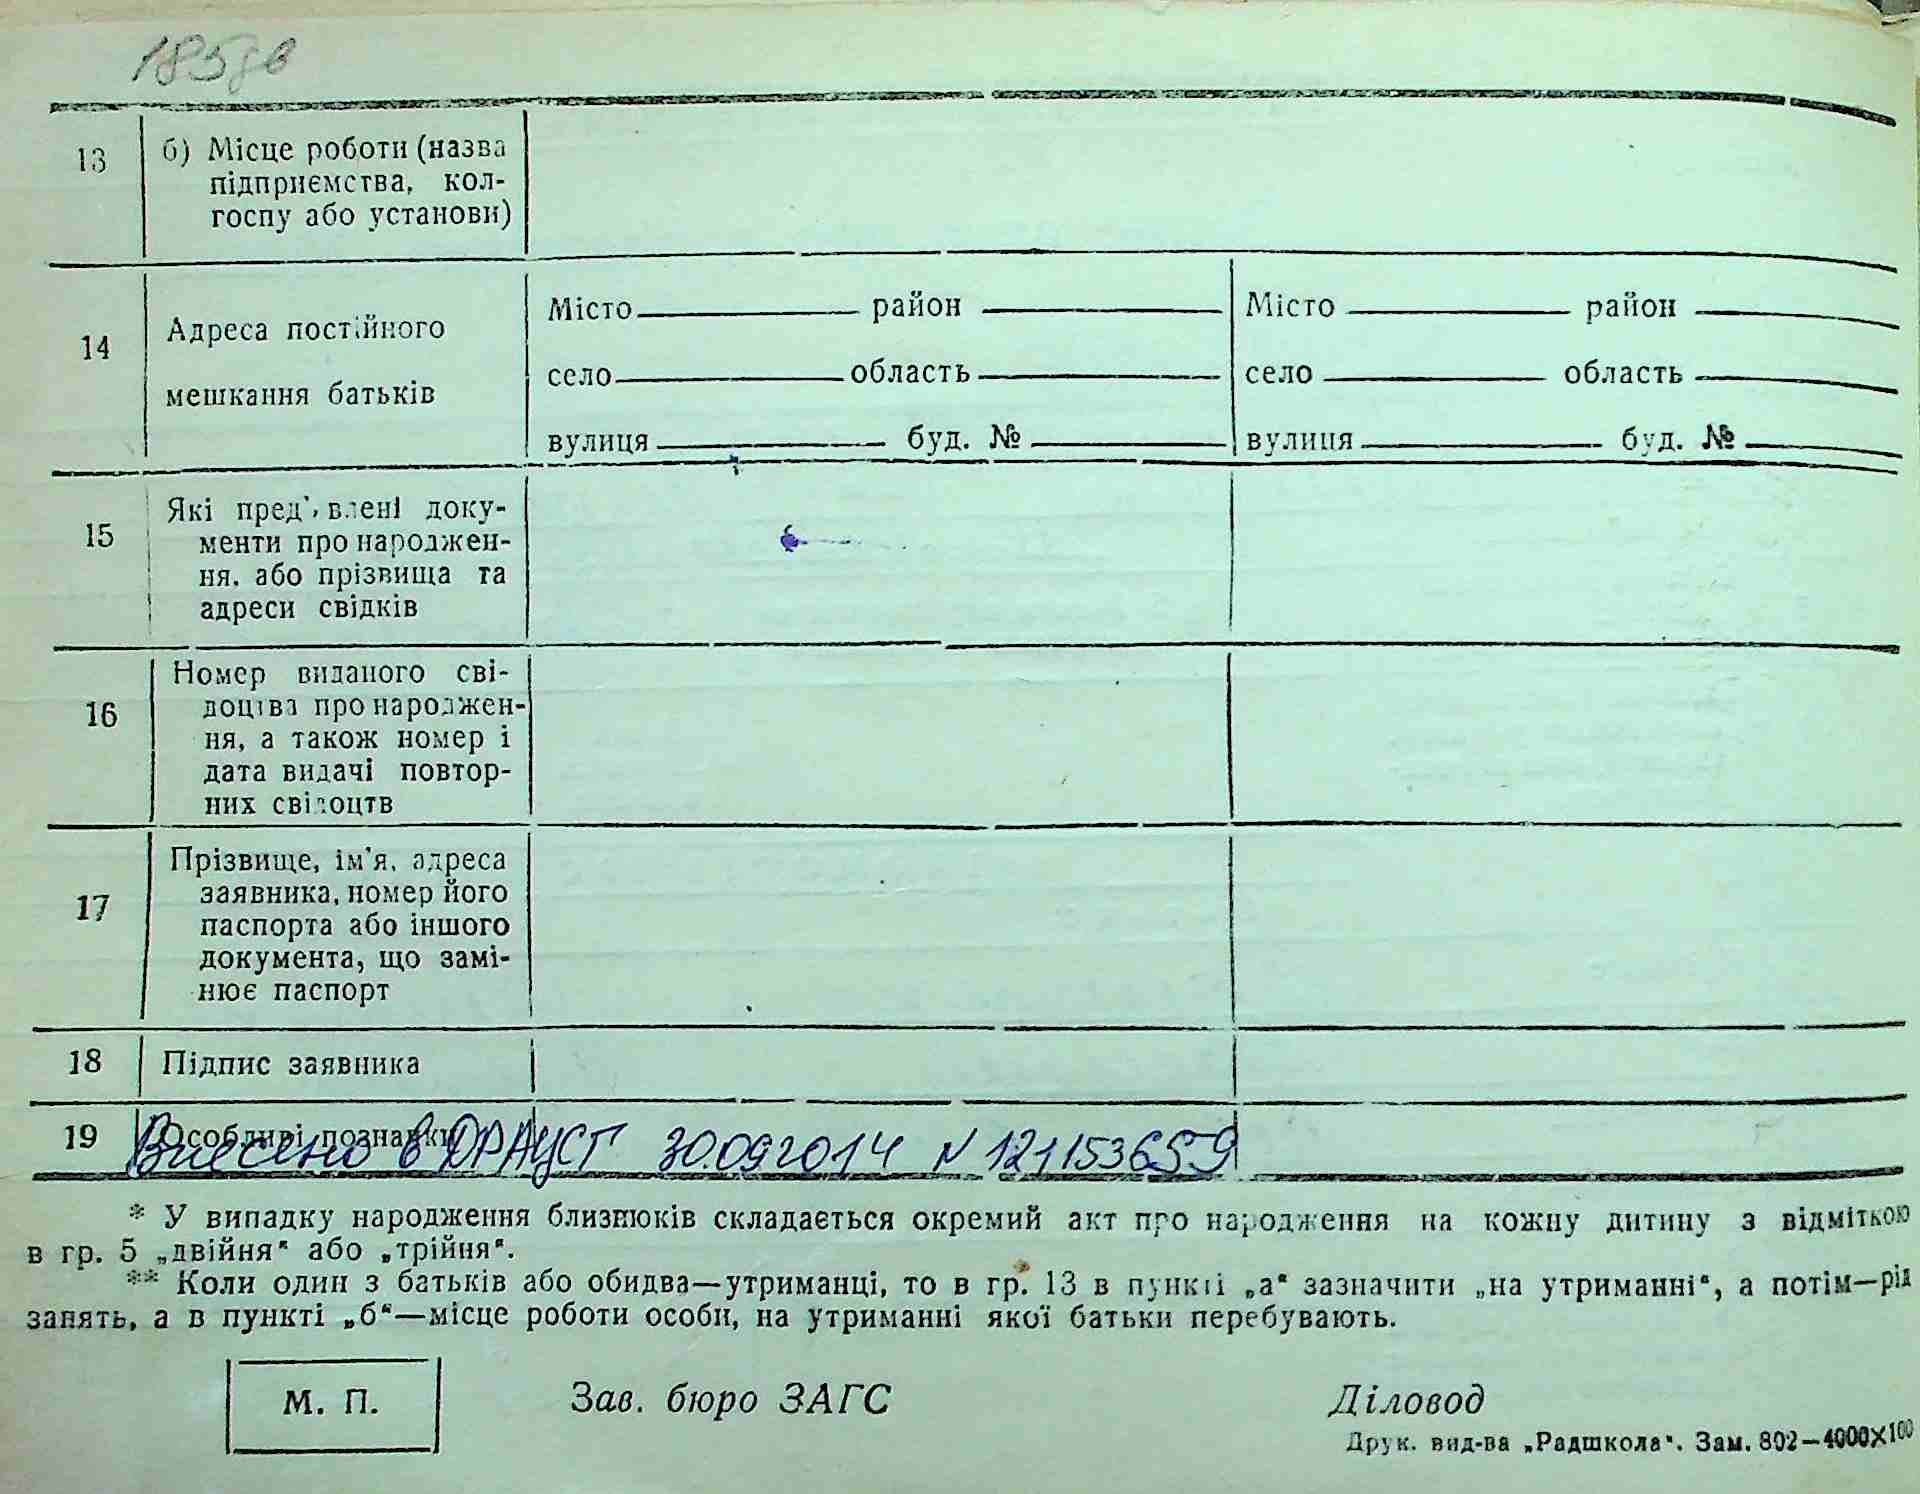 185зв
13 б) Місце роботи (назва
підприємства, кол-
госпу або установи)
14 Адреса постійного
мешкання батьків
Місто район
село область
вулиця буд. №
Місто район
село область
вулиця буд. №
15 Які влені доку-
менти про народжен-
ня, або прізвища та
адреси свідків
16 Номер виданого сві-
доцтва про народжен-
ня, а також номер і
дата видачі повтор-
них свідоцтв
17 Прізвище, ім'я, адреса
заявника, номер його
паспорта або іншого
документа, що замі-
нює паспорт
18 Підпис заявника
19 Особливі познавки
Внесено в ДРАЦСГ 30.09.2014 N 121153659
* У випадку народження близнюків складається окремий акт про народження на кожну дитину з відміткою
в гр. 5 „двійня“ або „трійня“.
** Коли один з батьків або обидва—утриманці, то в гр. 13 в пункті „а“ зазначити „на утриманні“, а потім—рід
занять, а в пункті „б“—місце роботи особи, на утриманні якої батьки перебувають.
М. П.
Зав. бюро ЗАГС
Діловод
Друк. вид-ва „Радшкола“. Зам. 802—4000×100